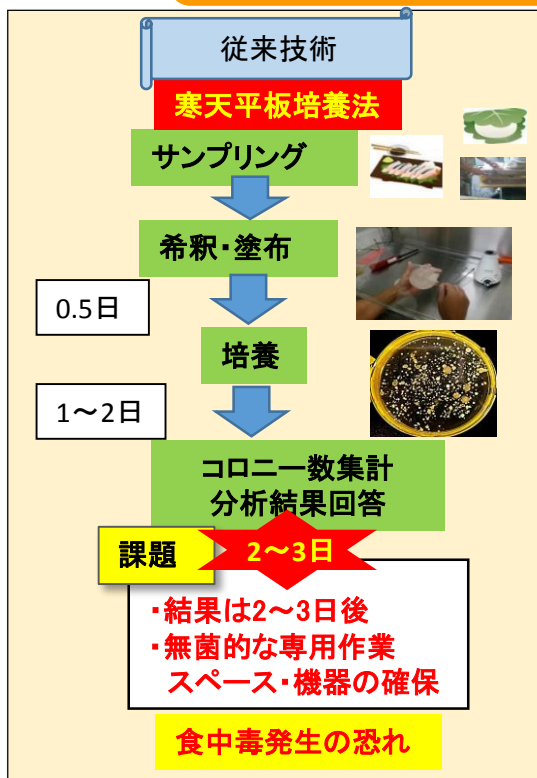 従来技術
寒天平板培養法
サンプリング
希釈・塗布
0.5日
培養
1～2日
コロニー数集計
分析結果回答
課題
2～3日
・結果は2～3日後
・無菌的な専用作業
スペース・機器の確保
食中毒発生の恐れ